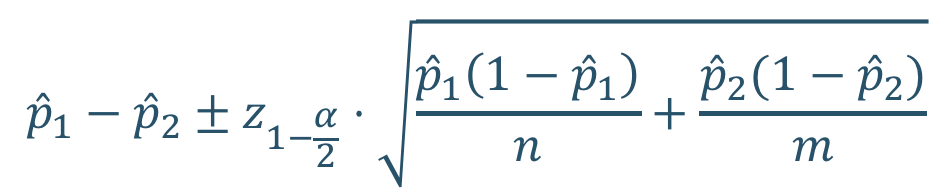 p̂₁ − p̂₂ ± z_{1−α/2} · √(p̂₁(1 − p̂₁)/n + p̂₂(1 − p̂₂)/m)